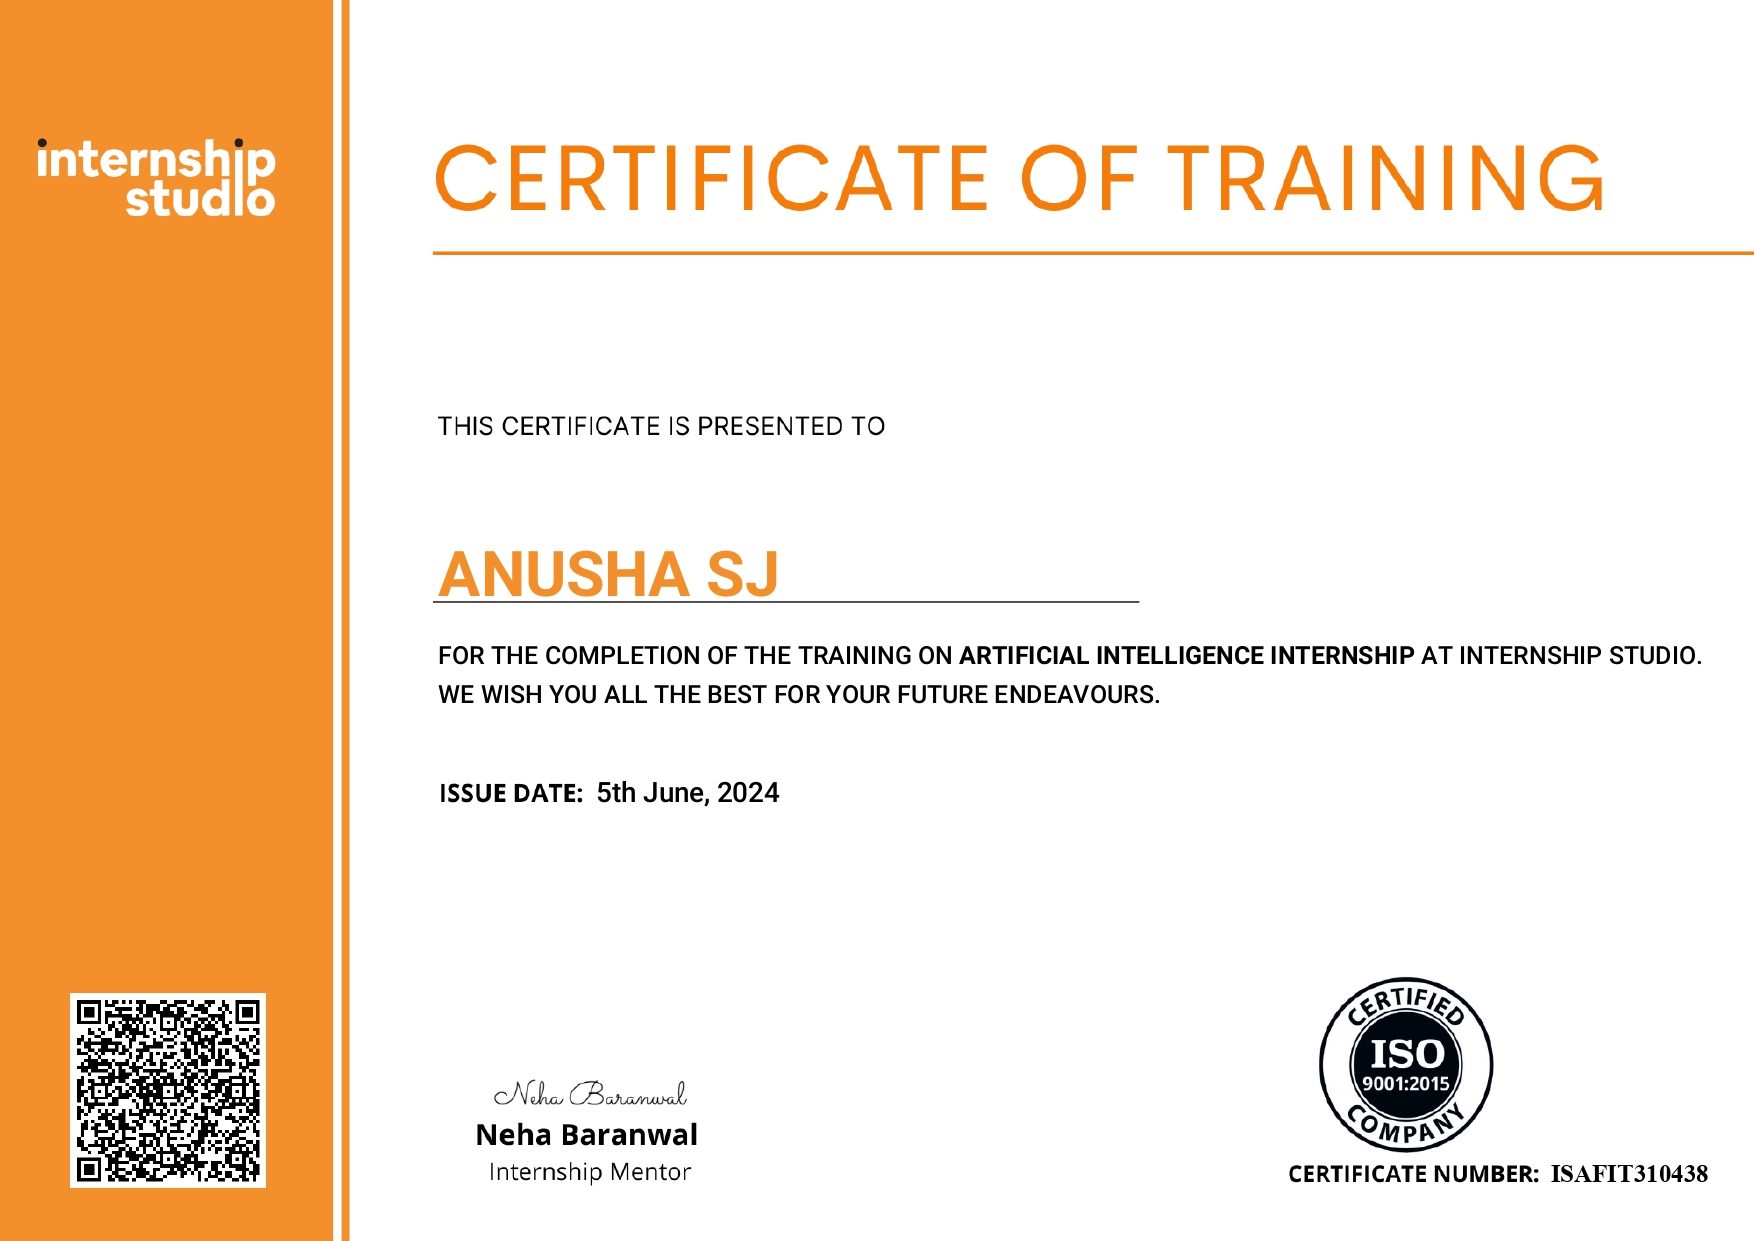 internship
studio
CERTIFICATE OF TRAINING
THIS CERTIFICATE IS PRESENTED TO
ANUSHA SJ
FOR THE COMPLETION OF THE TRAINING ON ARTIFICIAL INTELLIGENCE INTERNSHIP AT INTERNSHIP STUDIO.
WE WISH YOU ALL THE BEST FOR YOUR FUTURE ENDEAVOURS.
ISSUE DATE: 5th June, 2024
Neha Baranwal
Neha Baranwal
Internship Mentor
CERTIFIED
ISO
9001:2015
COMPANY
CERTIFICATE NUMBER: ISAFIT310438